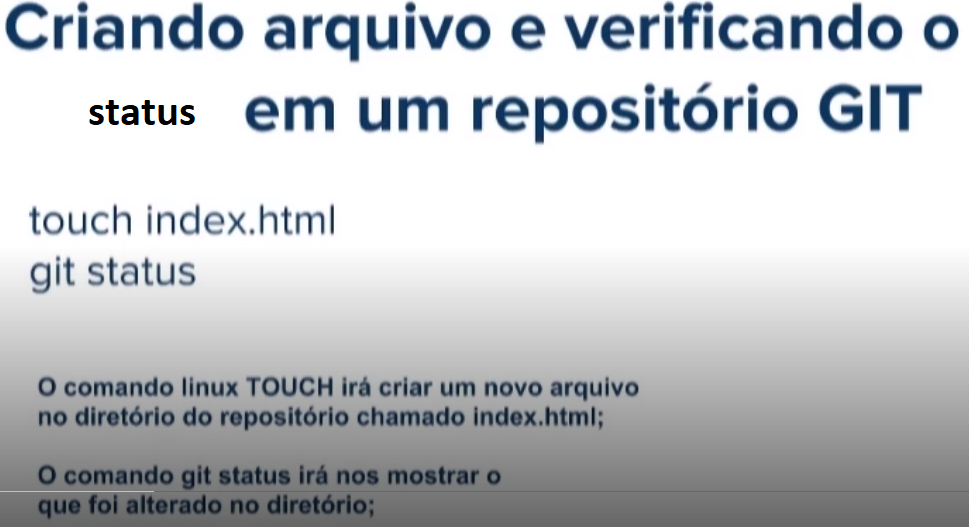 Criando arquivo e verificando o
status em um repositório GIT
touch index.html
git status
O comando linux TOUCH irá criar um novo arquivo
no diretório do repositório chamado index.html;
O comando git status irá nos mostrar o
que foi alterado no diretório;